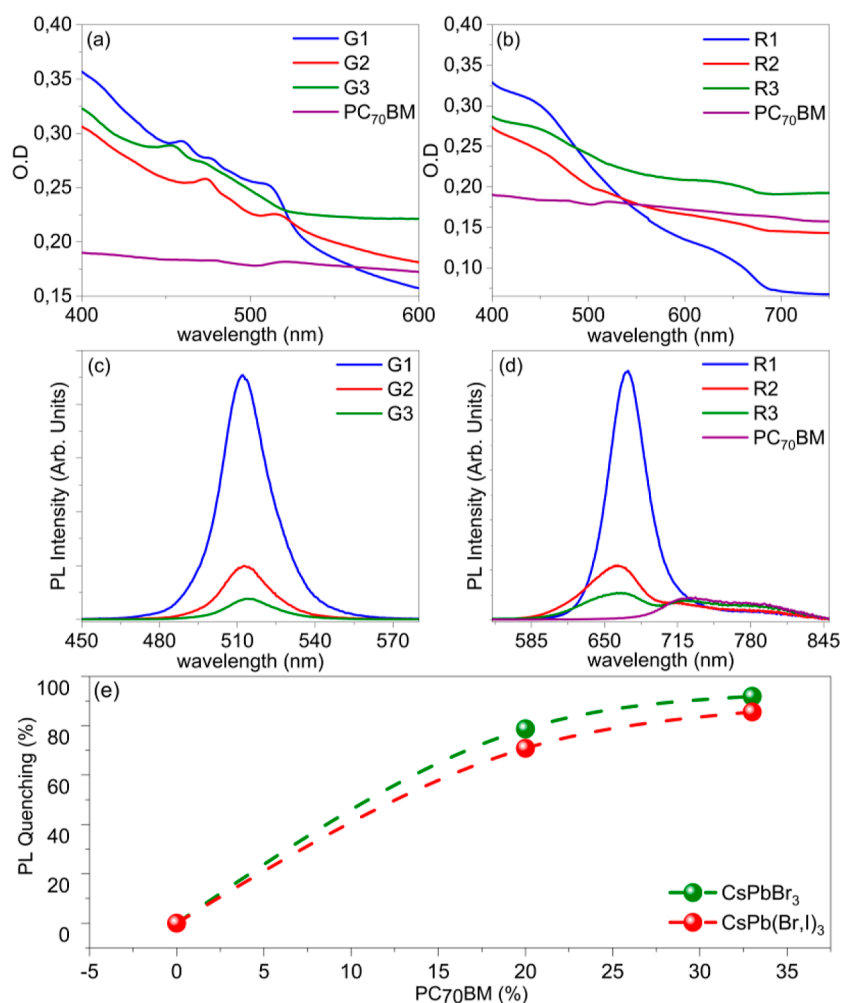 (a)
G1
G2
G3
PC70BM
0,40
0,35
0,30
0,25
0,20
0,15
O.D
400
500
600
wavelength (nm)
(b)
R1
R2
R3
PC70BM
0,40
0,35
0,30
0,25
0,20
0,15
0,10
O.D
400
500
600
700
wavelength (nm)
(c)
G1
G2
G3
PL Intensity (Arb. Units)
450
480
510
540
570
wavelength (nm)
(d)
R1
R2
R3
PC70BM
PL Intensity (Arb. Units)
585
650
715
780
845
wavelength (nm)
(e)
100
80
60
40
20
0
PL Quenching (%)
CsPbBr3
CsPb(Br,I)3
-5
0
5
10
15
20
25
30
35
PC70BM (%)